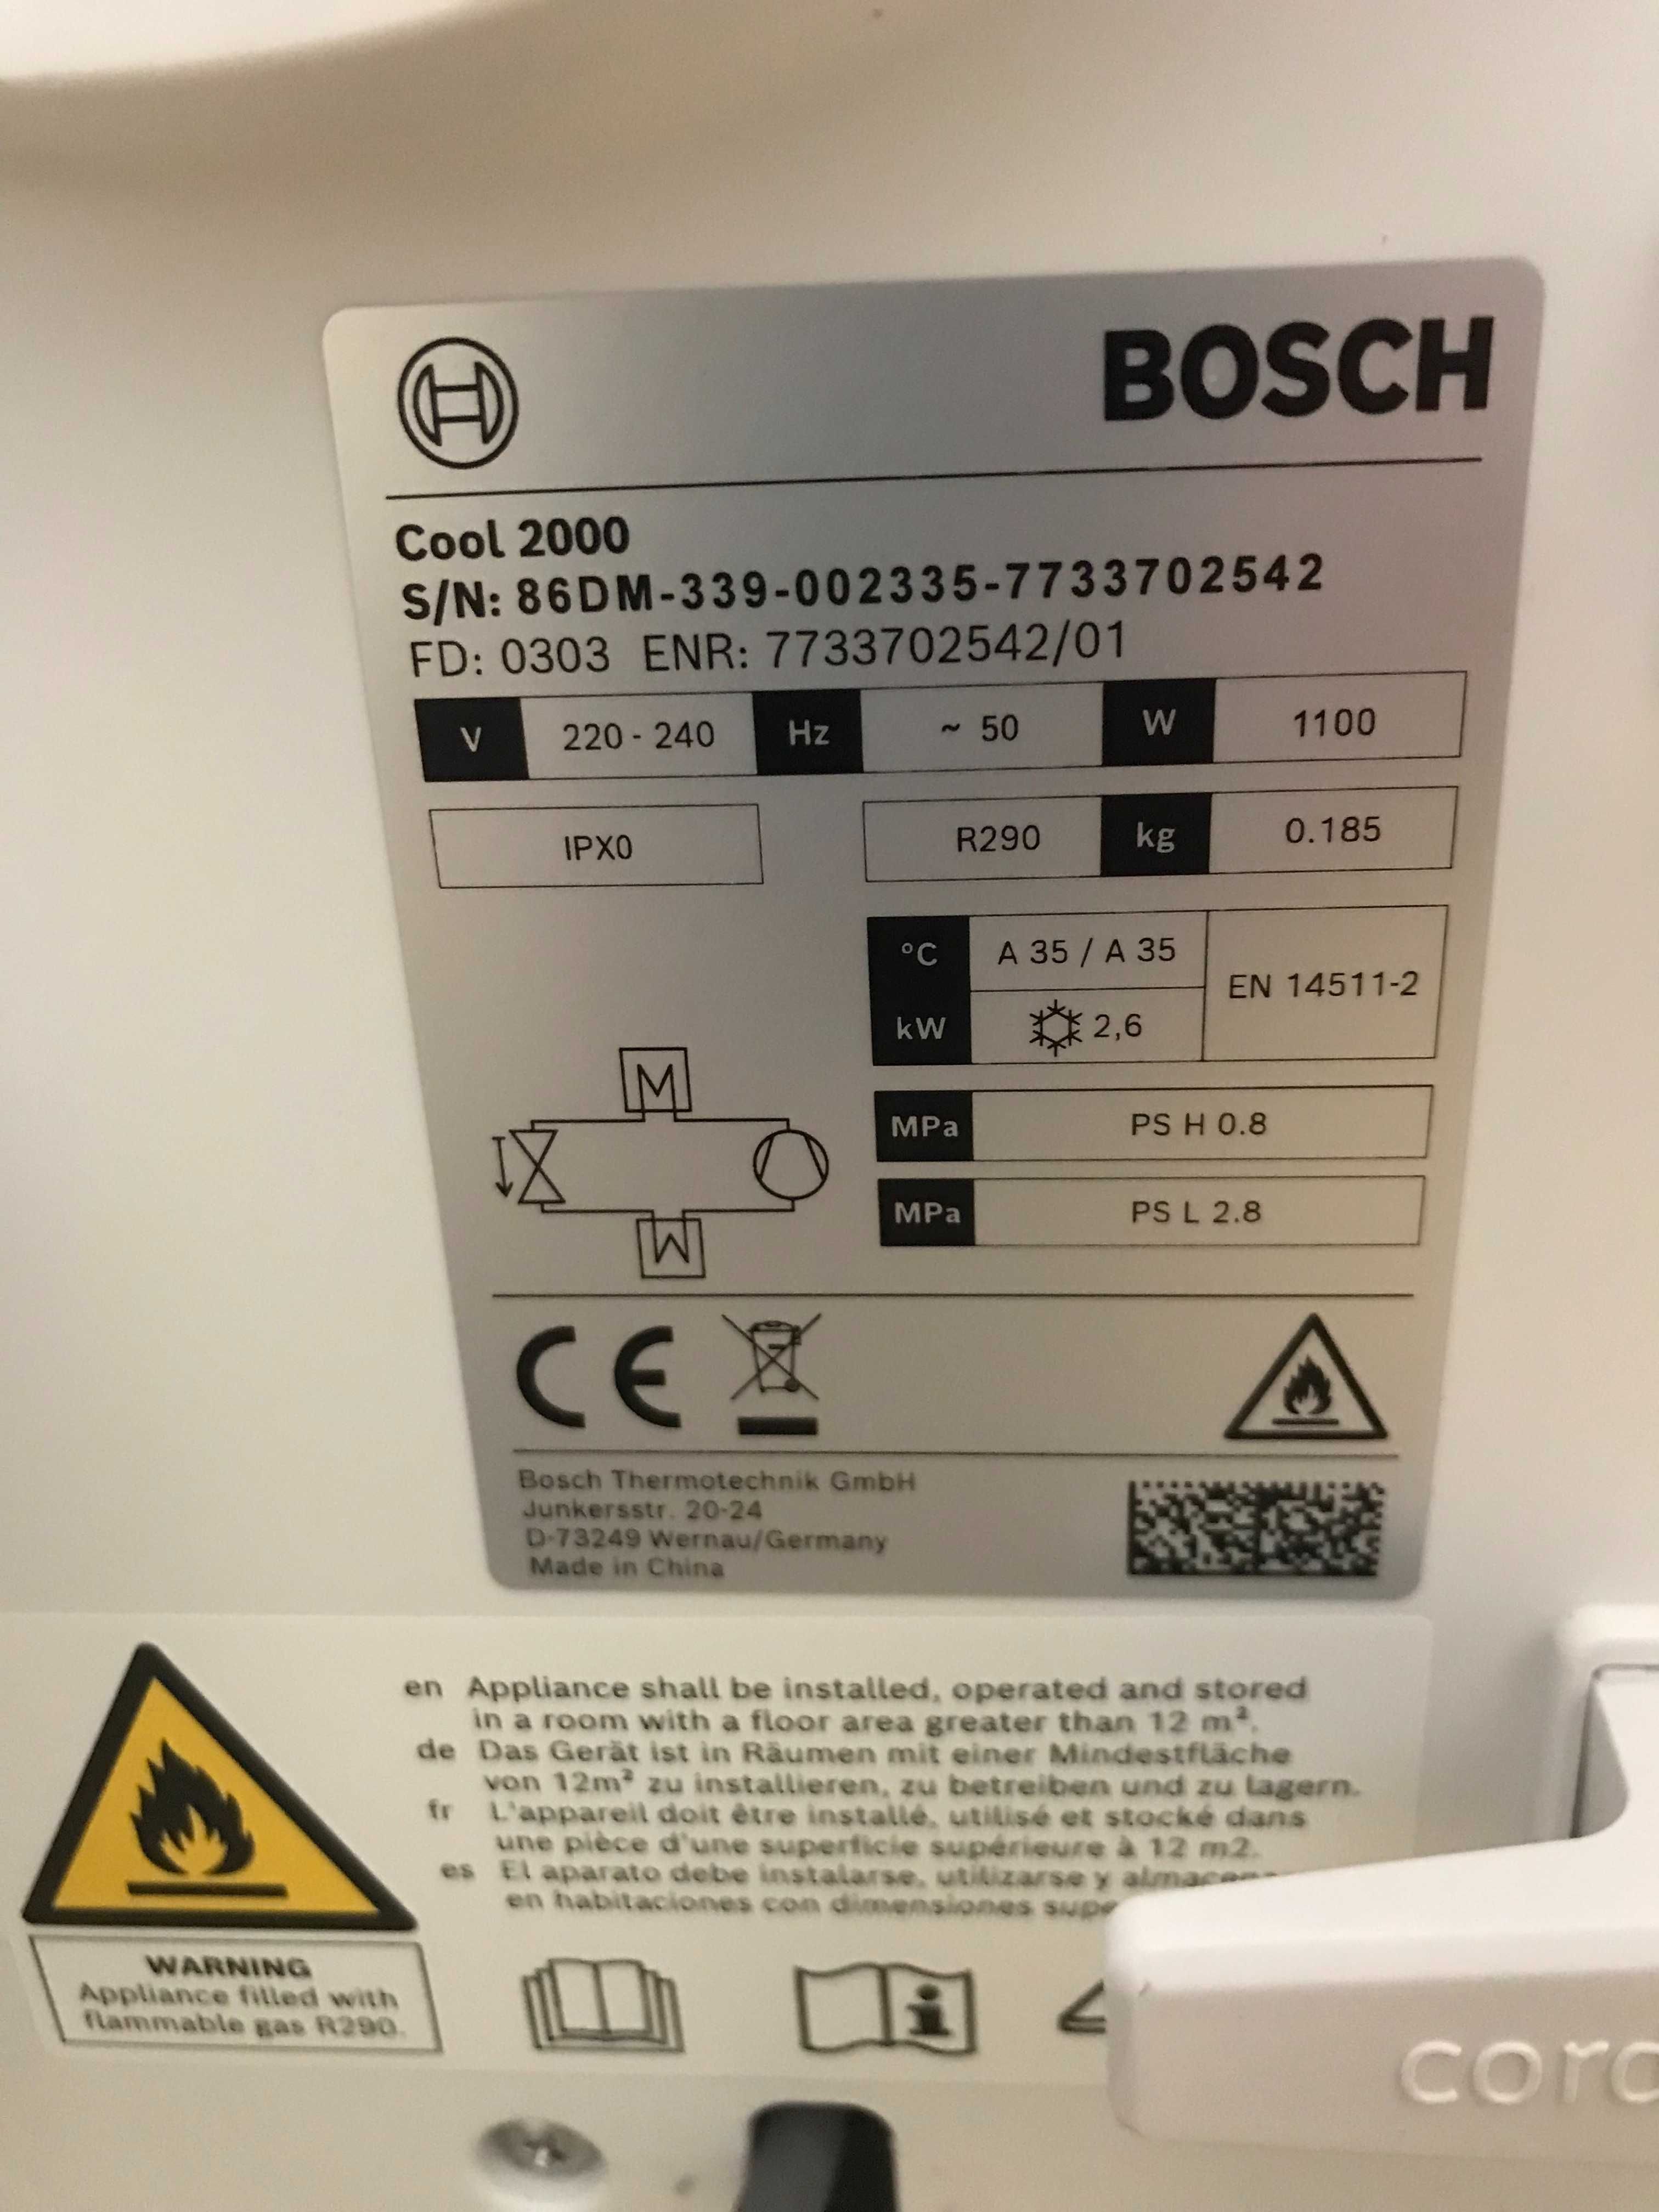 BOSCH
Cool 2000
S/N: 86DM-339-002335-7733702542
FD: 0303 ENR: 7733702542/01
V 220 - 240 Hz ~ 50 W 1100
IPX0 R290 kg 0.185
°C A 35 / A 35 EN 14511-2
kW 2,6
MPa PS H 0.8
MPa PS L 2.8
CE
Bosch Thermotechnik GmbH
Junkersstr. 20-24
D-73249 Wernau/Germany
Made in China
en Appliance shall be installed, operated and stored
in a room with a floor area greater than 12 m².
de Das Gerät ist in Räumen mit einer Mindestfläche
von 12m² zu installieren, zu betreiben und zu lagern.
fr L'appareil doit être installé, utilisé et stocké dans
une pièce d'une superficie supérieure à 12 m2.
es El aparato debe instalarse, utilizarse y
en habitaciones con dimensiones
WARNING
Appliance filled with
flammable gas R290.